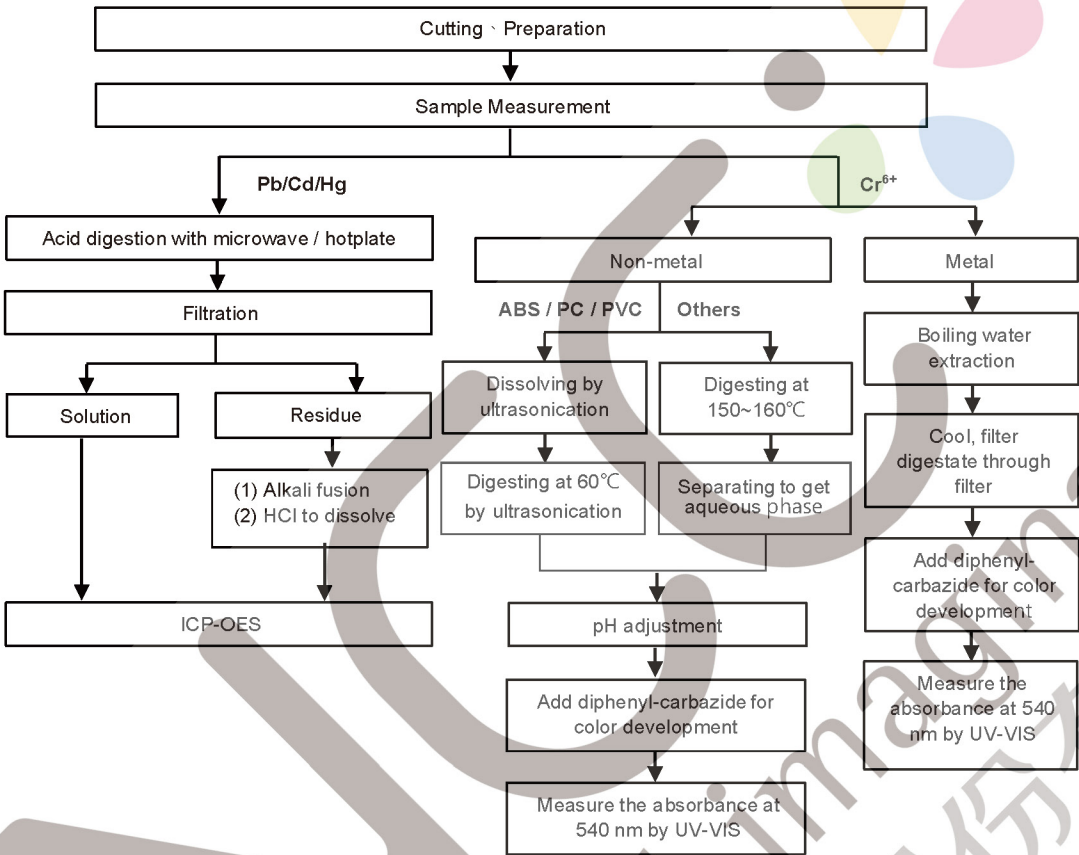 Cutting、Preparation
Sample Measurement
Pb/Cd/Hg
Cr⁶⁺
Acid digestion with microwave / hotplate
Filtration
Solution
Residue
(1) Alkali fusion
(2) HCl to dissolve
ICP-OES
Non-metal
ABS / PC / PVC
Others
Dissolving by
ultrasonication
Digesting at 60℃
by ultrasonication
Digesting at
150~160℃
Separating to get
aqueous phase
pH adjustment
Add diphenyl-carbazide for
color development
Measure the absorbance at
540 nm by UV-VIS
Metal
Boiling water
extraction
Cool, filter
digestate through
filter
Add diphenyl-
carbazide for color
development
Measure the
absorbance at 540
nm by UV-VIS
份